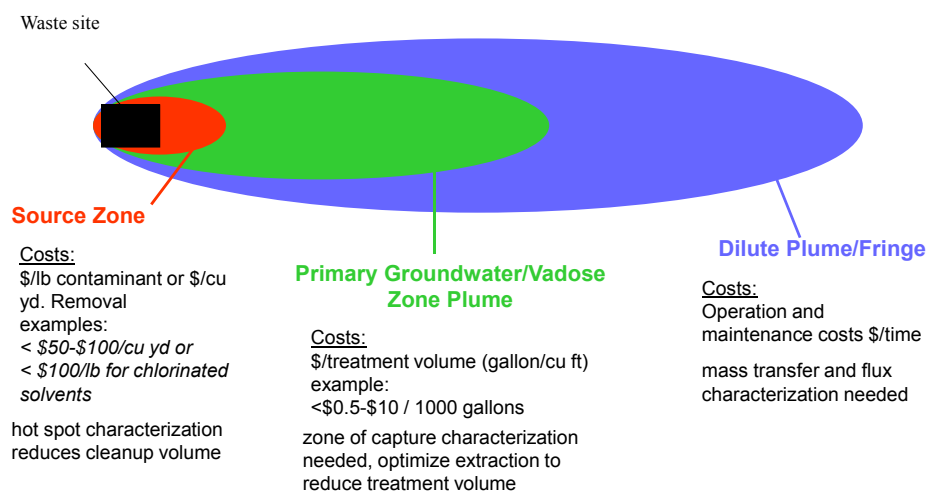 Waste site
Source Zone
Costs:
$/lb contaminant or $/cu
yd. Removal
examples:
< $50-$100/cu yd or
< $100/lb for chlorinated
solvents
hot spot characterization
reduces cleanup volume
Primary Groundwater/Vadose
Zone Plume
Costs:
$/treatment volume (gallon/cu ft)
example:
<$0.5-$10 / 1000 gallons
zone of capture characterization
needed, optimize extraction to
reduce treatment volume
Dilute Plume/Fringe
Costs:
Operation and
maintenance costs $/time
mass transfer and flux
characterization needed